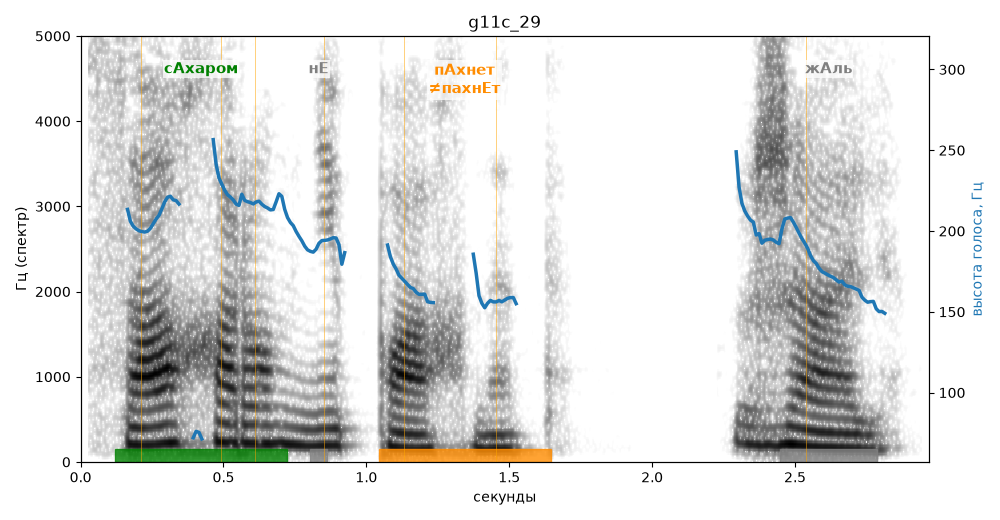 g11c_29
сАхаром
нЕ
пАхнет
≠пахнЕт
жАль
5000
4000
3000
2000
1000
0
Гц (спектр)
300
250
200
150
100
высота голоса, Гц
0.0 0.5 1.0 1.5 2.0 2.5
секунды